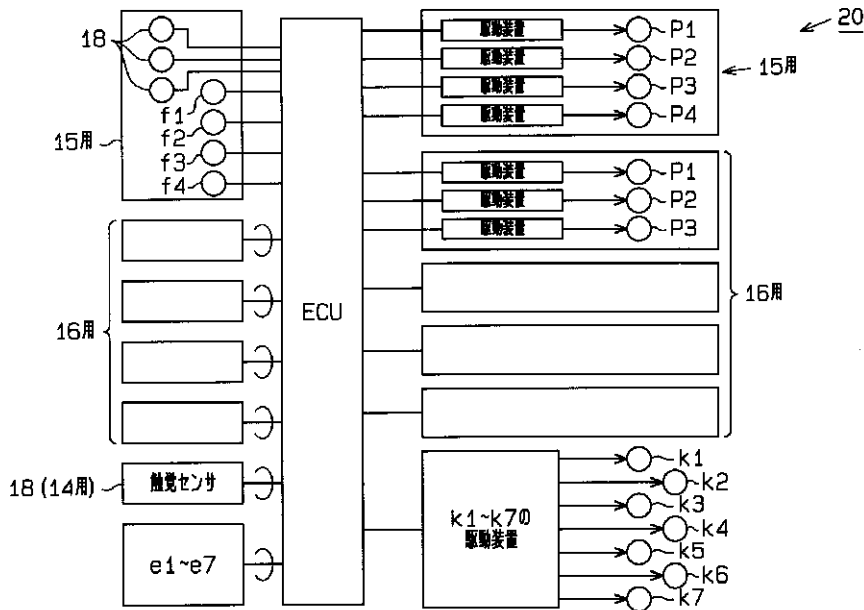 18
f1
f2
f3
f4
15用
16用
18(14用)
触覚センサ
e1~e7
ECU
駆動装置
P1
駆動装置
P2
駆動装置
P3
駆動装置
P4
15用
20
駆動装置
P1
駆動装置
P2
駆動装置
P3
16用
k1~k7の
駆動装置
k1
k2
k3
k4
k5
k6
k7